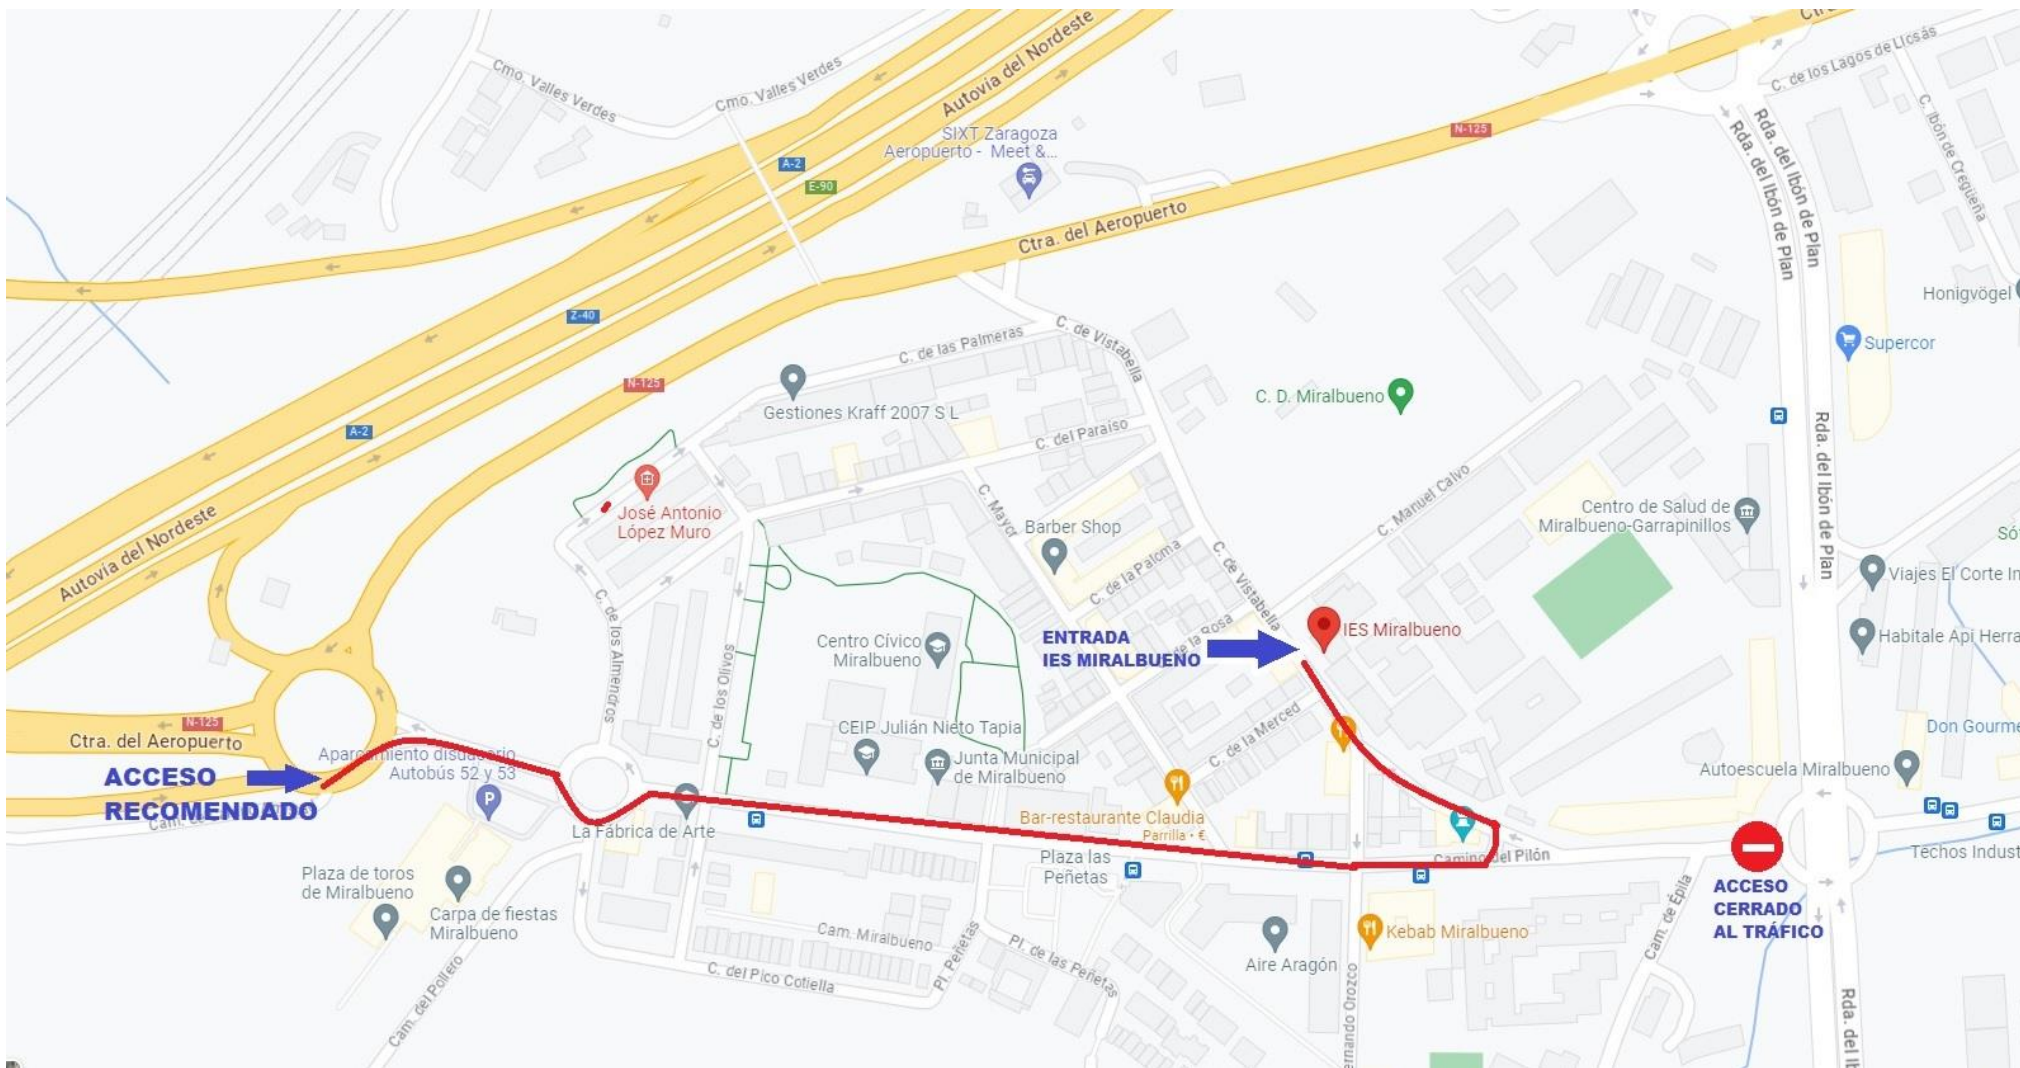 Cmo. Valles Verdes
Cmo. Valles Verdes
Autovía del Nordeste
SIXT Zaragoza
Aeropuerto - Meet &...
A-2
E-90
N-125
C. de los Lagos de Llcsás
C. Ibón de Cregüeña
Rda. del Ibón de Plan
Rda. del Ibón de Plan
Ctra. del Aeropuerto
Honigvögel
Z-40
Supercor
C. de las Palmeras
C. de Vistabella
N-125
Gestiones Kraff 2007 S L
C. D. Miralbueno
A-2
C. del Paraíso
Rda. del Ibón de Plan
José Antonio
López Muro
C. Mayor
C. Manuel Calvo
Centro de Salud de
Miralbueno-Garrapinillos
Barber Shop
Autovía del Nordeste
C. de la Paloma
C. de Vistabella
Viajes El Corte In
C. de los Almendros
C. de los Olivos
Centro Cívico
Miralbueno
ENTRADA
IES MIRALBUENO
de la Rosa
IES Miralbueno
Habitale Api Herra
N-125
Ctra. del Aeropuerto
CEIP Julián Nieto Tapia
C. de la Merced
Don Gourme
Aparcamiento disuasorio
Autobús 52 y 53
P
Junta Municipal
de Miralbueno
Autoescuela Miralbueno
ACCESO
RECOMENDADO
La Fábrica de Arte
Bar-restaurante Claudia
Parrilla • €
Plaza las
Peñetas
Camino del Pilón
Techos Indust
Plaza de toros
de Miralbueno
Carpa de fiestas
Miralbueno
ACCESO
CERRADO
AL TRÁFICO
Cam. Miralbueno
Pl. Peñetas
Pl. de las Peñetas
Kebab Miralbueno
Cam. de Épila
Aire Aragón
C. del Pico Cotiella
Cam. del Pollero
ernando Orozco
Rda. del Ib